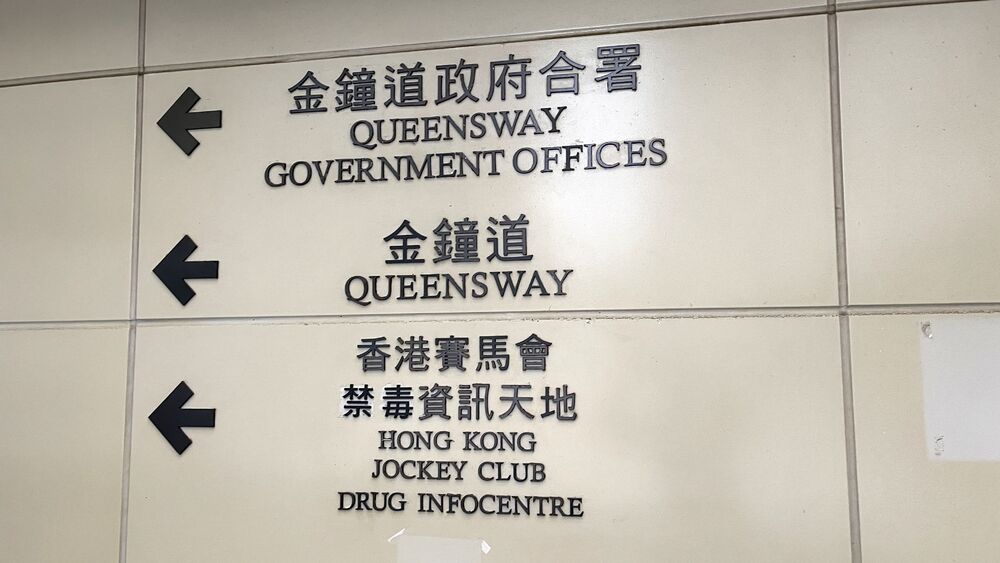 金鐘道政府合署
QUEENSWAY
GOVERNMENT OFFICES
金鐘道
QUEENSWAY
香港賽馬會
禁毒資訊天地
HONG KONG
JOCKEY CLUB
DRUG INFOCENTRE